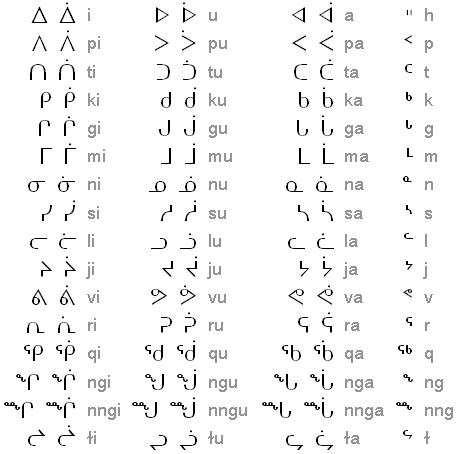 ᐃ ᐄ i ᐅ ᐆ u ᐊ ᐋ a ᐦ h
ᐱ ᐲ pi ᐳ ᐴ pu ᐸ ᐹ pa ᑉ p
ᑎ ᑏ ti ᑐ ᑑ tu ᑕ ᑖ ta ᑦ t
ᑭ ᑮ ki ᑯ ᑰ ku ᑲ ᑳ ka ᒃ k
ᒋ ᒌ gi ᒍ ᒎ gu ᒐ ᒑ ga ᒡ g
ᒥ ᒦ mi ᒧ ᒨ mu ᒪ ᒫ ma ᒻ m
ᓂ ᓃ ni ᓄ ᓅ nu ᓇ ᓈ na ᓐ n
ᓯ ᓰ si ᓱ ᓲ su ᓴ ᓵ sa ᔅ s
ᓕ ᓖ li ᓗ ᓘ lu ᓚ ᓛ la ᓪ l
ᔨ ᔩ ji ᔪ ᔫ ju ᔭ ᔮ ja ᔾ j
ᕕ ᕖ vi ᕗ ᕘ vu ᕙ ᕚ va ᕝ v
ᕆ ᕇ ri ᕈ ᕉ ru ᕋ ᕌ ra ᕐ r
ᕿ ᖀ qi ᖁ ᖂ qu ᖃ ᖄ qa ᖅ q
ᖏ ᖐ ngi ᖑ ᖒ ngu ᖓ ᖔ nga ᖕ ng
ᙱ ᙲ nngi ᙳ ᙴ nngu ᙵ ᙶ nnga ᖖ nng
ᖠ ᖡ łi ᖢ ᖣ łu ᖤ ᖥ ła ᖦ ł